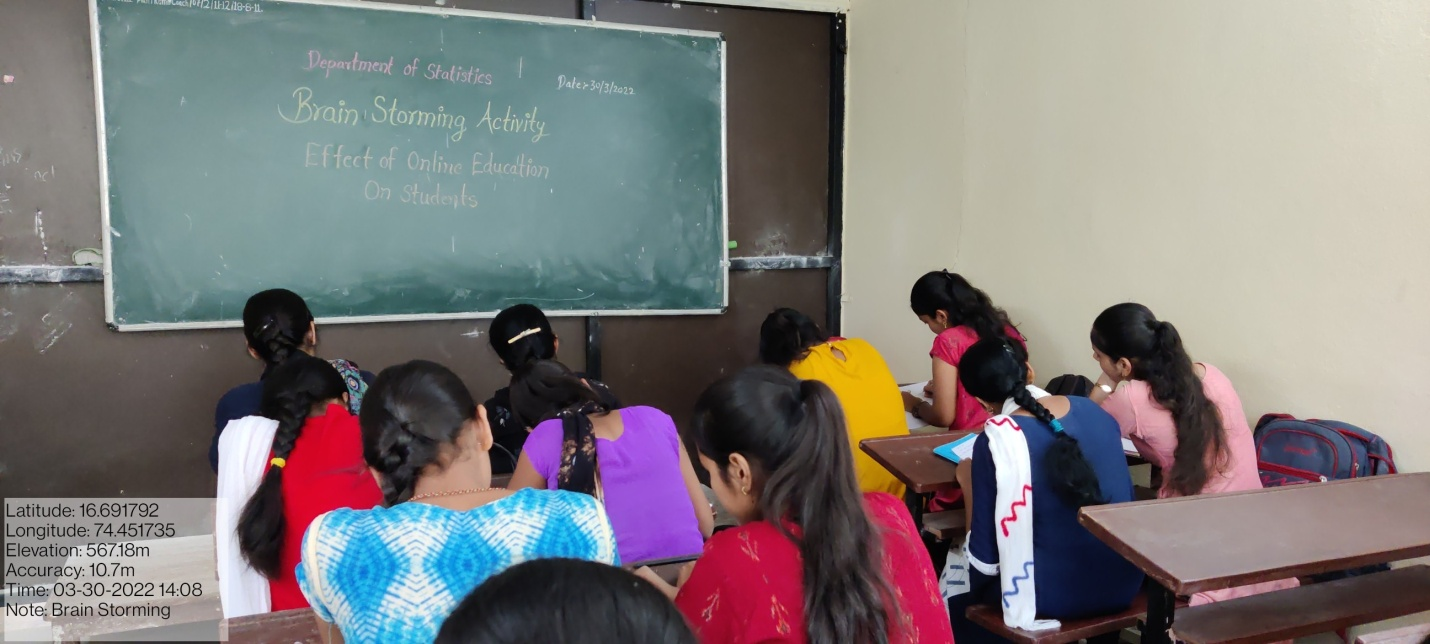 Department of Statistics
Date:- 30/3/2022.
Brain Storming Activity
Effect of Online Education
On Students
Latitude: 16.691792
Longitude: 74.451735
Elevation: 567.18m
Accuracy: 10.7m
Time: 03-30-2022 14:08
Note: Brain Storming